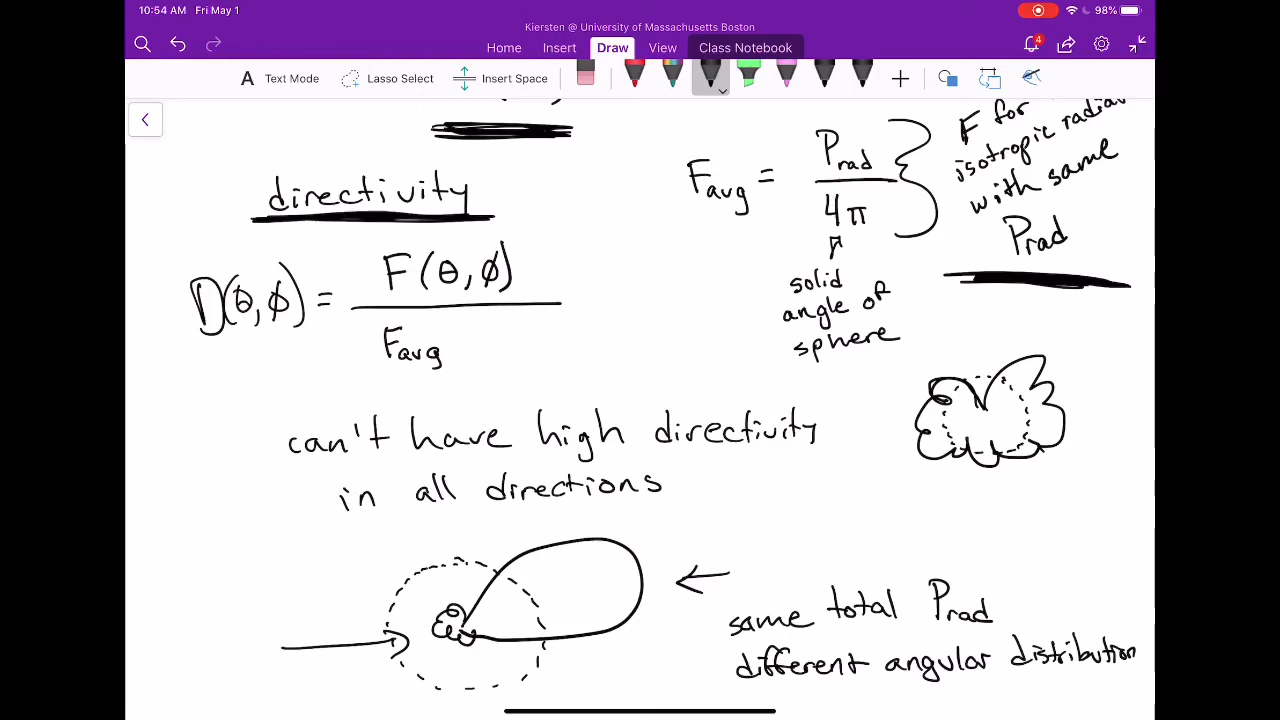 10:54 AM Fri May 1
98%
Kiersten @ University of Massachusetts Boston
Home Insert Draw View Class Notebook
4
Text Mode Lasso Select Insert Space
directivity
D(θ,ϕ) = F(θ,ϕ) / Favg
Favg = Prad / 4π
solid
angle of
sphere
F for
isotropic
with same
Prad
can't have high directivity
in all directions
same total Prad
different angular distribution